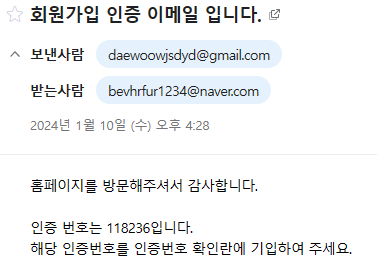 회원가입 인증 이메일 입니다.
보낸사람 daewoowjsdyd@gmail.com
받는사람 bevhrfur1234@naver.com
2024년 1월 10일 (수) 오후 4:28
홈페이지를 방문해주셔서 감사합니다.
인증 번호는 118236입니다.
해당 인증번호를 인증번호 확인란에 기입하여 주세요.